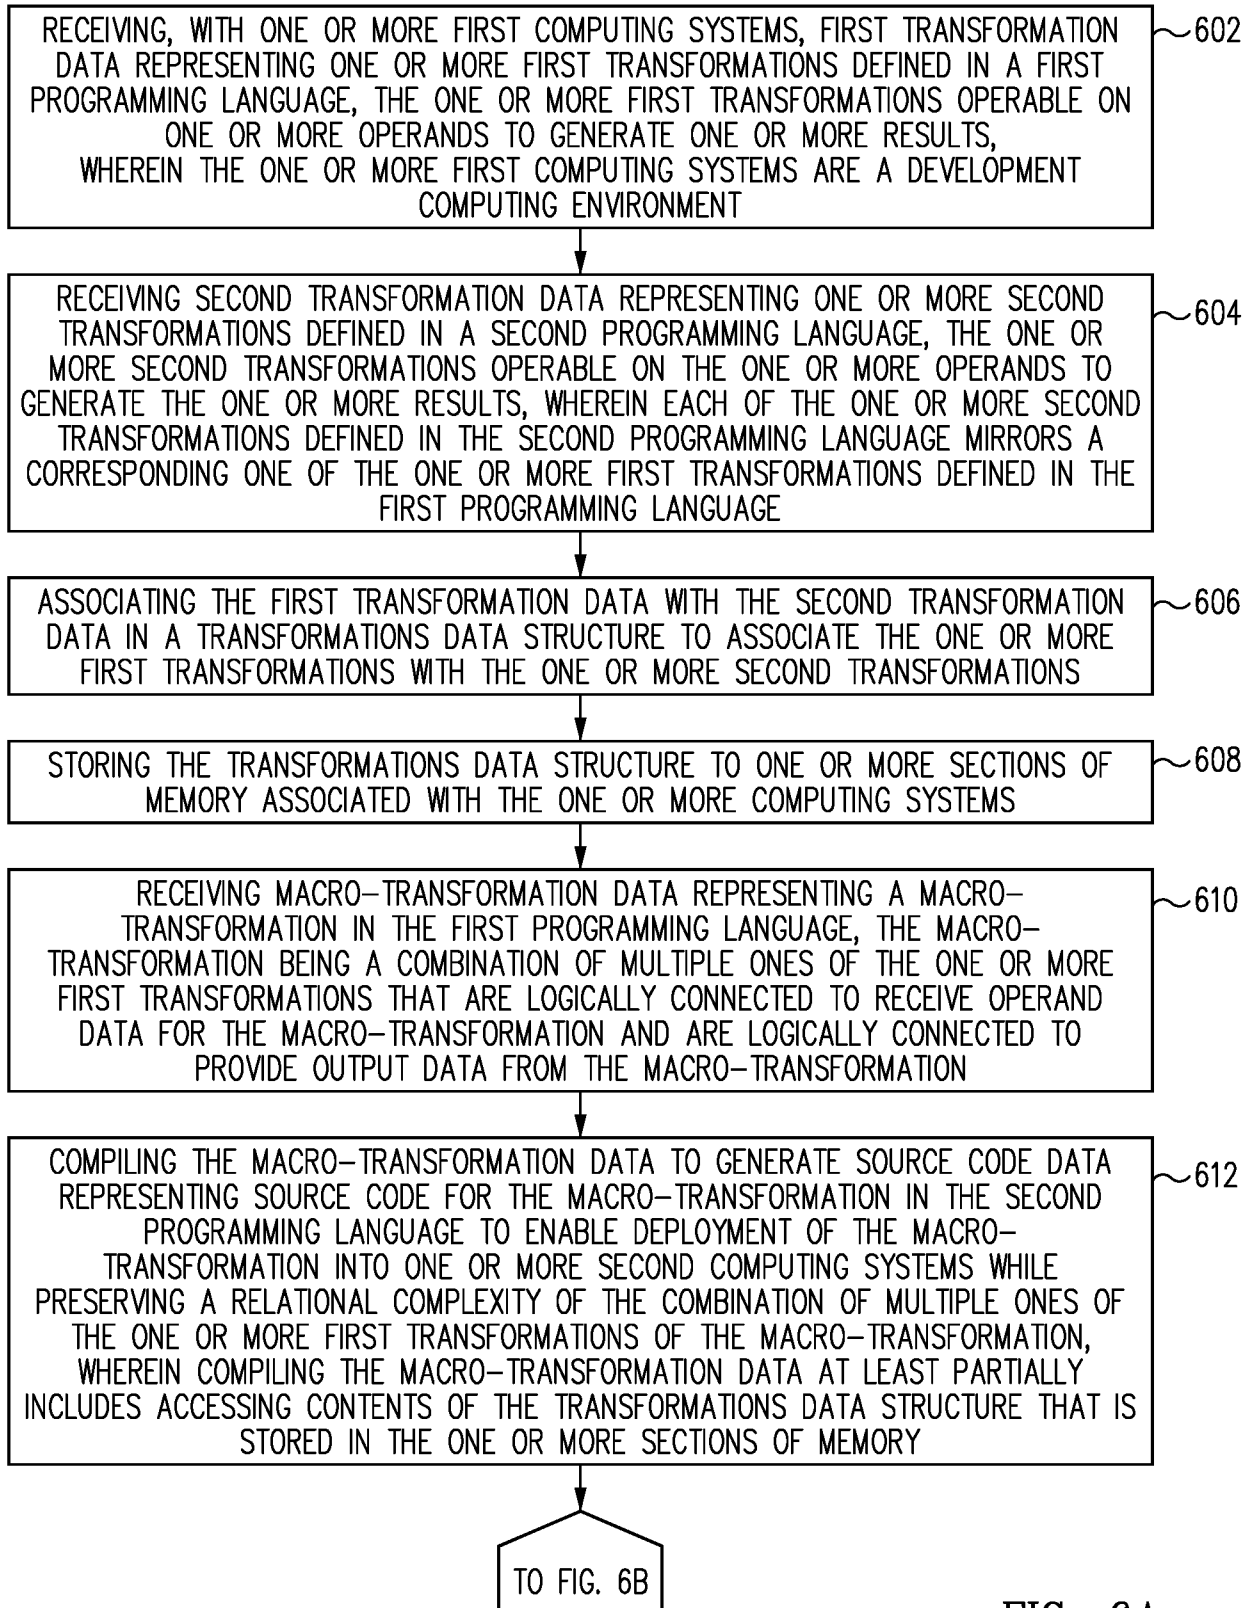 RECEIVING, WITH ONE OR MORE FIRST COMPUTING SYSTEMS, FIRST TRANSFORMATION
DATA REPRESENTING ONE OR MORE FIRST TRANSFORMATIONS DEFINED IN A FIRST
PROGRAMMING LANGUAGE, THE ONE OR MORE FIRST TRANSFORMATIONS OPERABLE ON
ONE OR MORE OPERANDS TO GENERATE ONE OR MORE RESULTS,
WHEREIN THE ONE OR MORE FIRST COMPUTING SYSTEMS ARE A DEVELOPMENT
COMPUTING ENVIRONMENT
602
RECEIVING SECOND TRANSFORMATION DATA REPRESENTING ONE OR MORE SECOND
TRANSFORMATIONS DEFINED IN A SECOND PROGRAMMING LANGUAGE, THE ONE OR
MORE SECOND TRANSFORMATIONS OPERABLE ON THE ONE OR MORE OPERANDS TO
GENERATE THE ONE OR MORE RESULTS, WHEREIN EACH OF THE ONE OR MORE SECOND
TRANSFORMATIONS DEFINED IN THE SECOND PROGRAMMING LANGUAGE MIRRORS A
CORRESPONDING ONE OF THE ONE OR MORE FIRST TRANSFORMATIONS DEFINED IN THE
FIRST PROGRAMMING LANGUAGE
604
ASSOCIATING THE FIRST TRANSFORMATION DATA WITH THE SECOND TRANSFORMATION
DATA IN A TRANSFORMATIONS DATA STRUCTURE TO ASSOCIATE THE ONE OR MORE
FIRST TRANSFORMATIONS WITH THE ONE OR MORE SECOND TRANSFORMATIONS
606
STORING THE TRANSFORMATIONS DATA STRUCTURE TO ONE OR MORE SECTIONS OF
MEMORY ASSOCIATED WITH THE ONE OR MORE COMPUTING SYSTEMS
608
RECEIVING MACRO-TRANSFORMATION DATA REPRESENTING A MACRO-
TRANSFORMATION IN THE FIRST PROGRAMMING LANGUAGE, THE MACRO-
TRANSFORMATION BEING A COMBINATION OF MULTIPLE ONES OF THE ONE OR MORE
FIRST TRANSFORMATIONS THAT ARE LOGICALLY CONNECTED TO RECEIVE OPERAND
DATA FOR THE MACRO-TRANSFORMATION AND ARE LOGICALLY CONNECTED TO
PROVIDE OUTPUT DATA FROM THE MACRO-TRANSFORMATION
610
COMPILING THE MACRO-TRANSFORMATION DATA TO GENERATE SOURCE CODE DATA
REPRESENTING SOURCE CODE FOR THE MACRO-TRANSFORMATION IN THE SECOND
PROGRAMMING LANGUAGE TO ENABLE DEPLOYMENT OF THE MACRO-
TRANSFORMATION INTO ONE OR MORE SECOND COMPUTING SYSTEMS WHILE
PRESERVING A RELATIONAL COMPLEXITY OF THE COMBINATION OF MULTIPLE ONES OF
THE ONE OR MORE FIRST TRANSFORMATIONS OF THE MACRO-TRANSFORMATION,
WHEREIN COMPILING THE MACRO-TRANSFORMATION DATA AT LEAST PARTIALLY
INCLUDES ACCESSING CONTENTS OF THE TRANSFORMATIONS DATA STRUCTURE THAT IS
STORED IN THE ONE OR MORE SECTIONS OF MEMORY
612
TO FIG. 6B
FIG. 6A